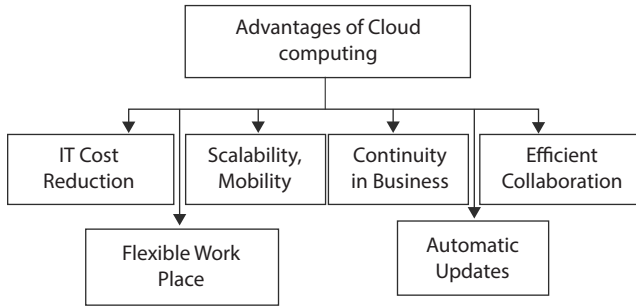 Advantages of Cloud
computing
IT Cost
Reduction
Scalability,
Mobility
Continuity
in Business
Efficient
Collaboration
Flexible Work
Place
Automatic
Updates